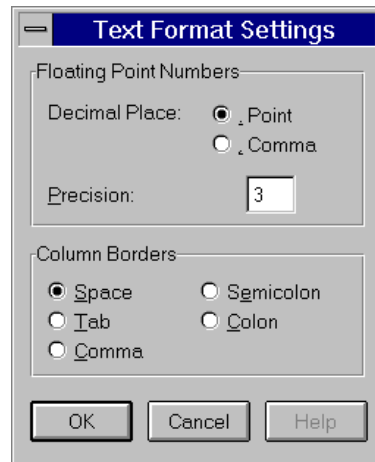 Text Format Settings
Floating Point Numbers
Decimal Place: . Point
, Comma
Precision: 3
Column Borders
Space Semicolon
Tab Colon
Comma
OK Cancel Help